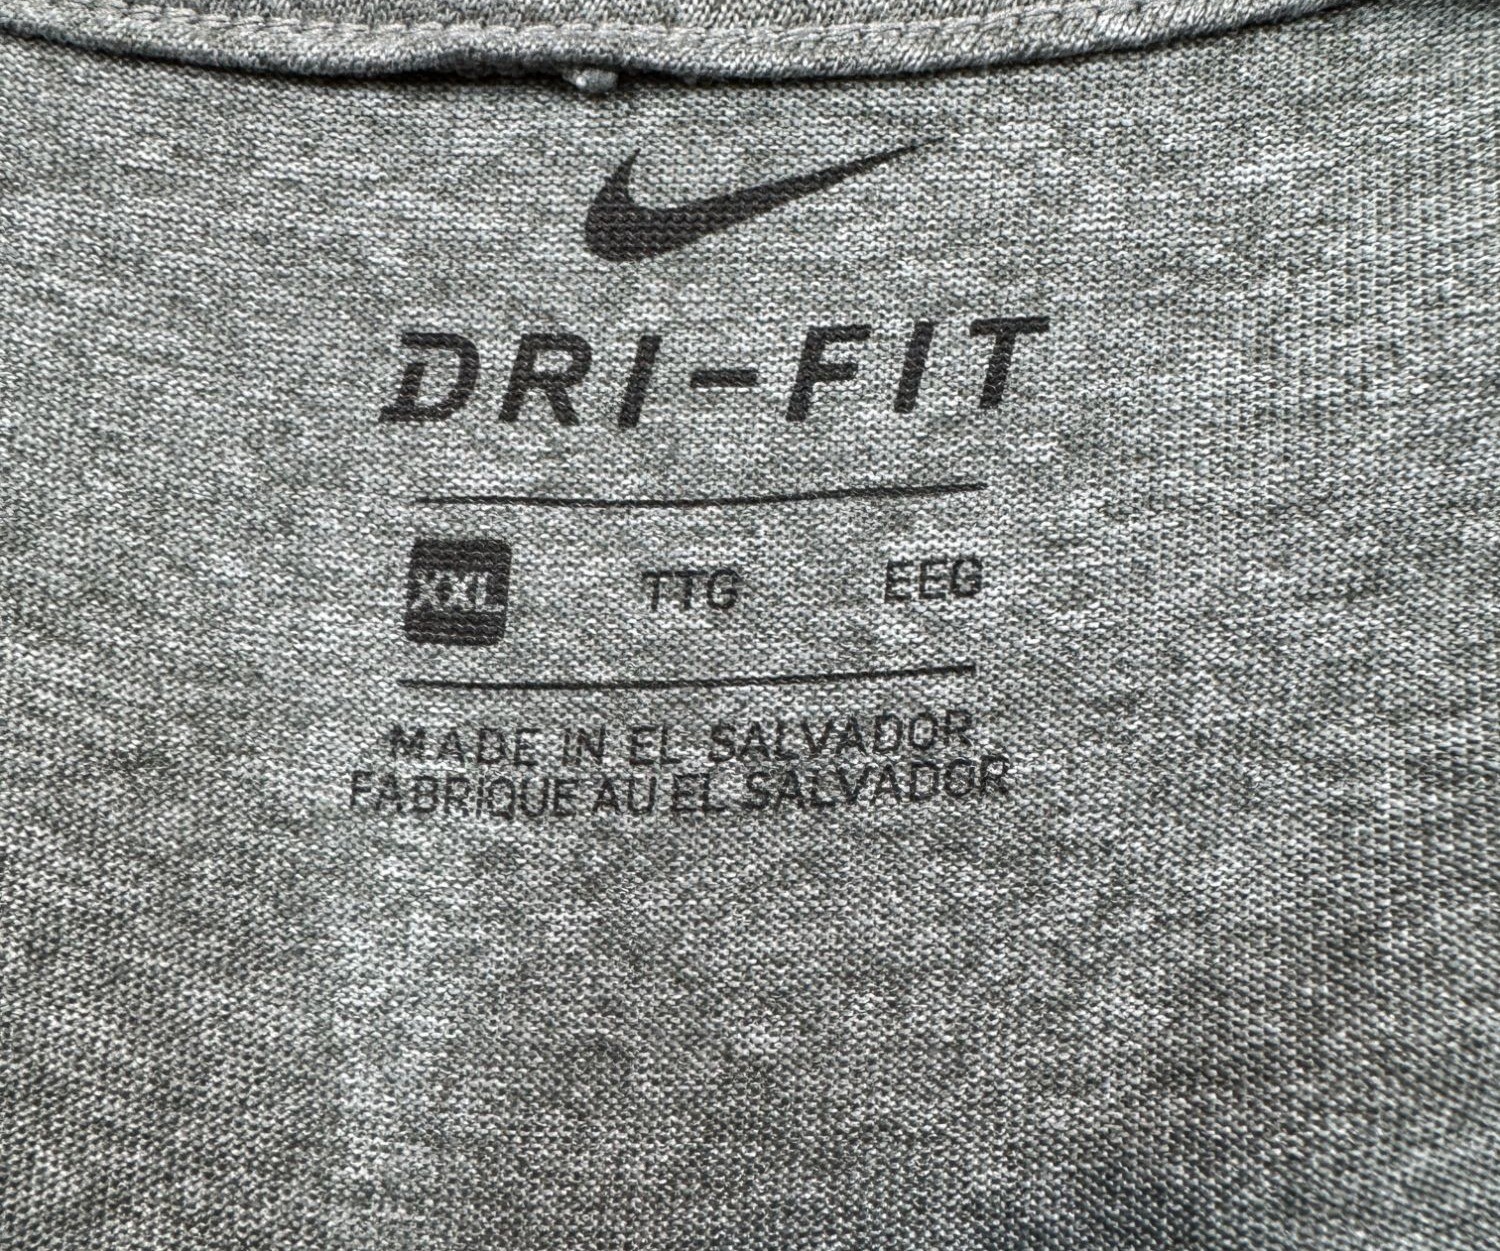 DRI-FIT
XXL TTG EEG
MADE IN EL SALVADOR
FABRIQUE AU EL SALVADOR